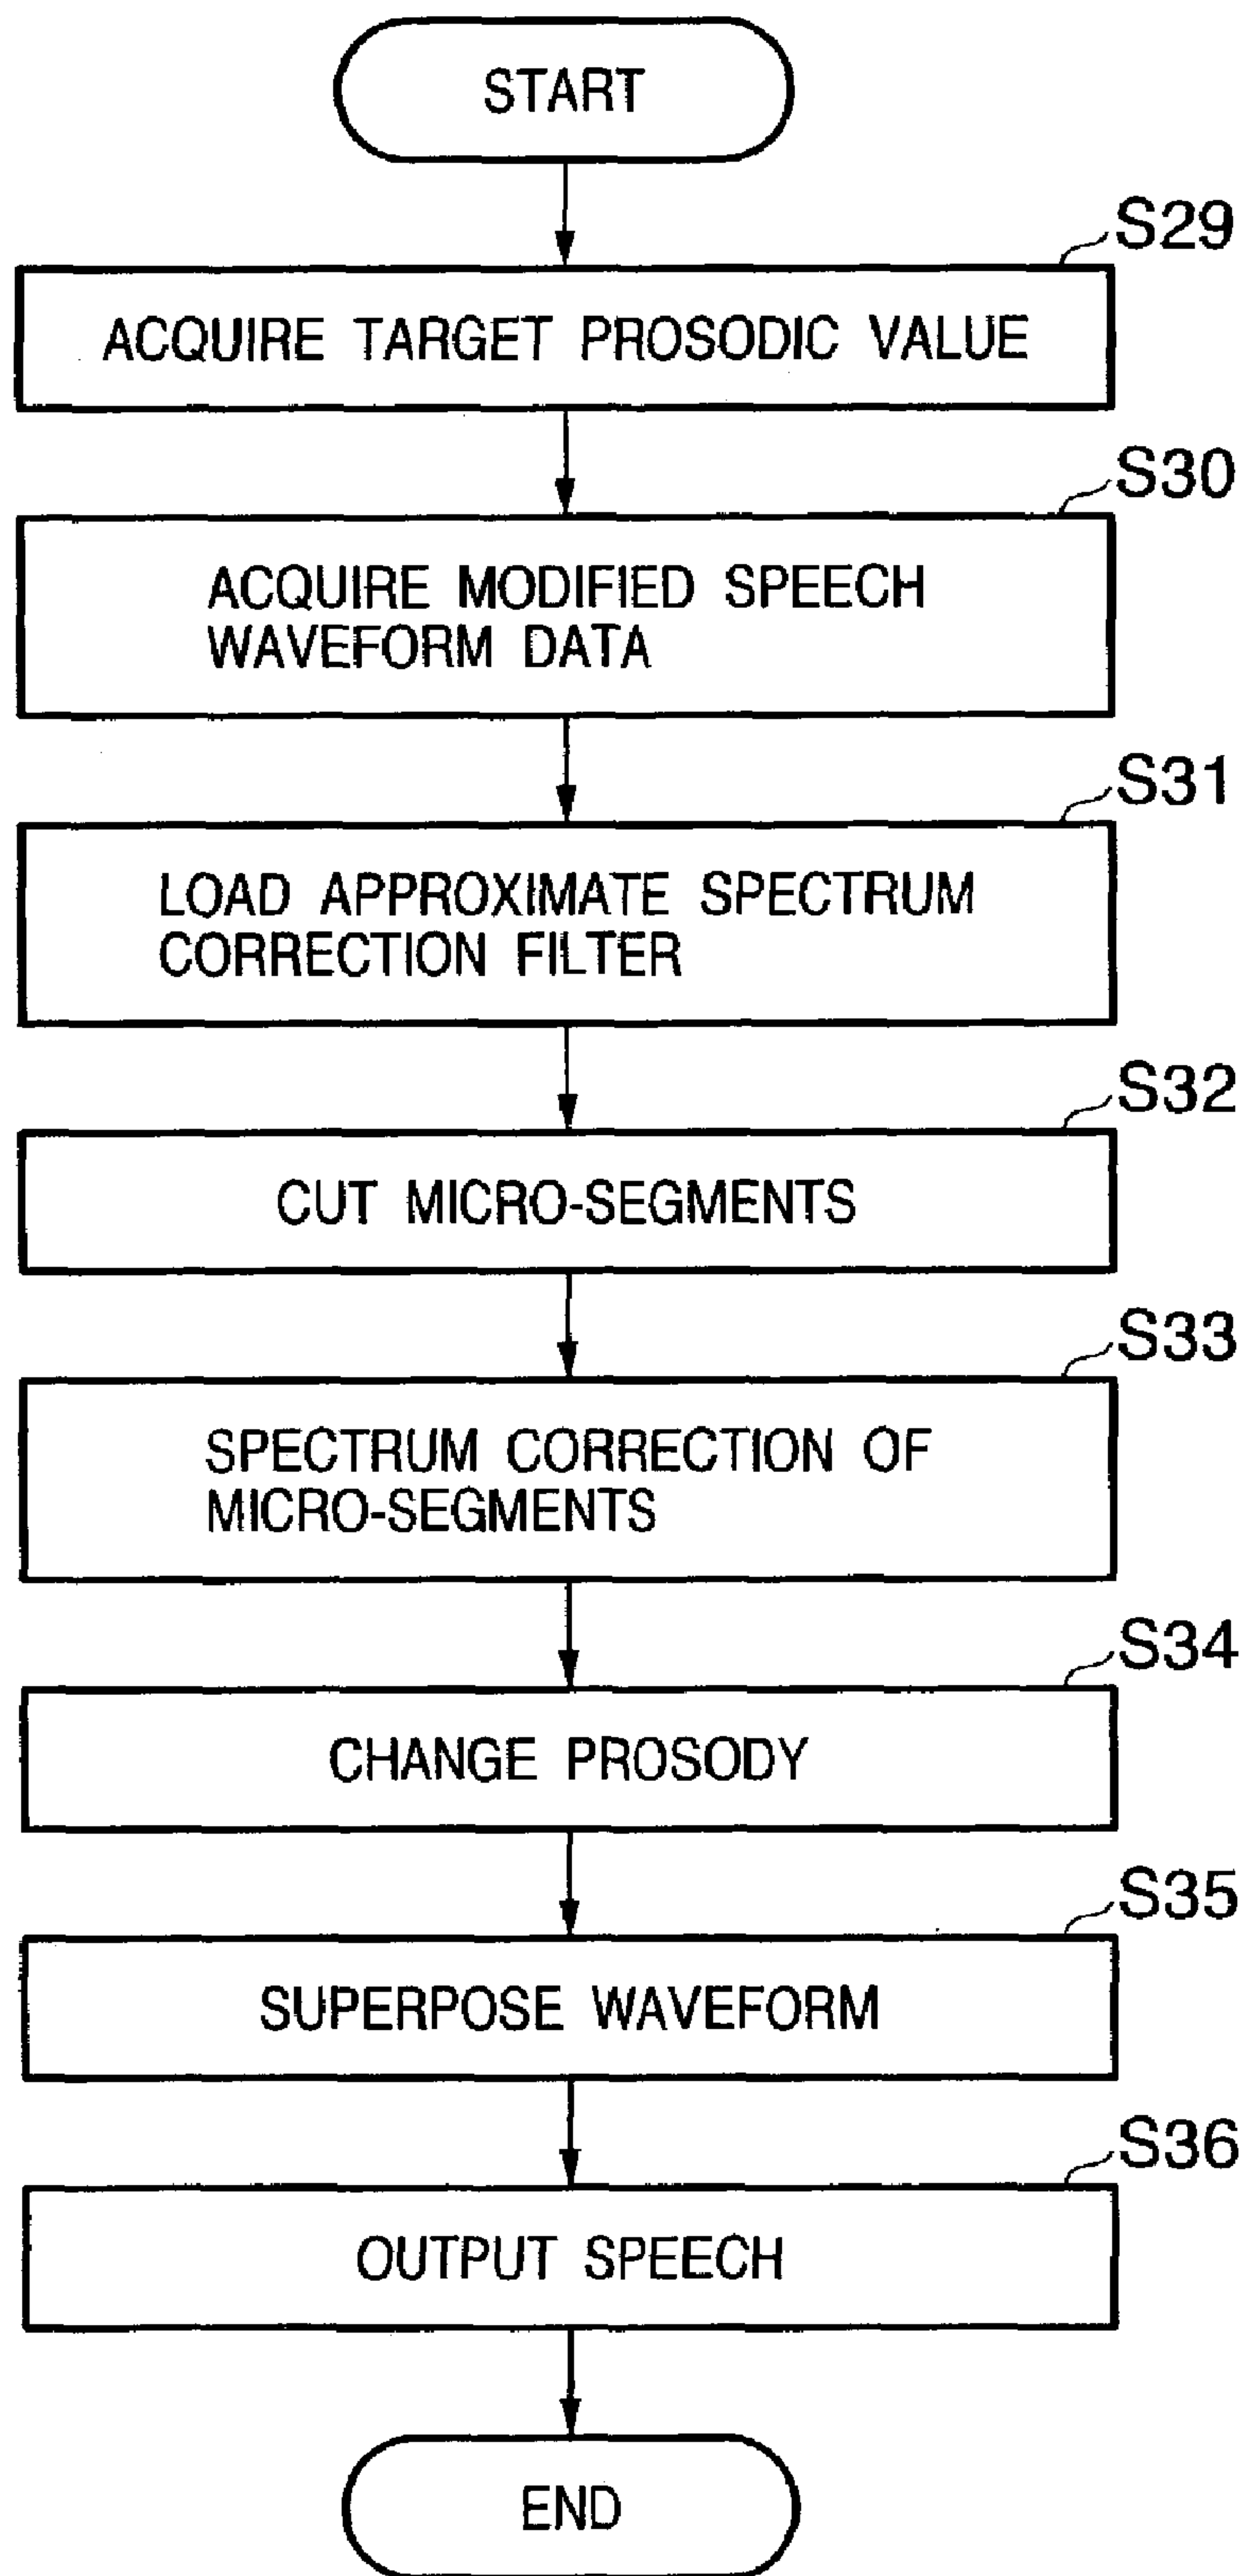 START
S29
ACQUIRE TARGET PROSODIC VALUE
S30
ACQUIRE MODIFIED SPEECH
WAVEFORM DATA
S31
LOAD APPROXIMATE SPECTRUM
CORRECTION FILTER
S32
CUT MICRO-SEGMENTS
S33
SPECTRUM CORRECTION OF
MICRO-SEGMENTS
S34
CHANGE PROSODY
S35
SUPERPOSE WAVEFORM
S36
OUTPUT SPEECH
END